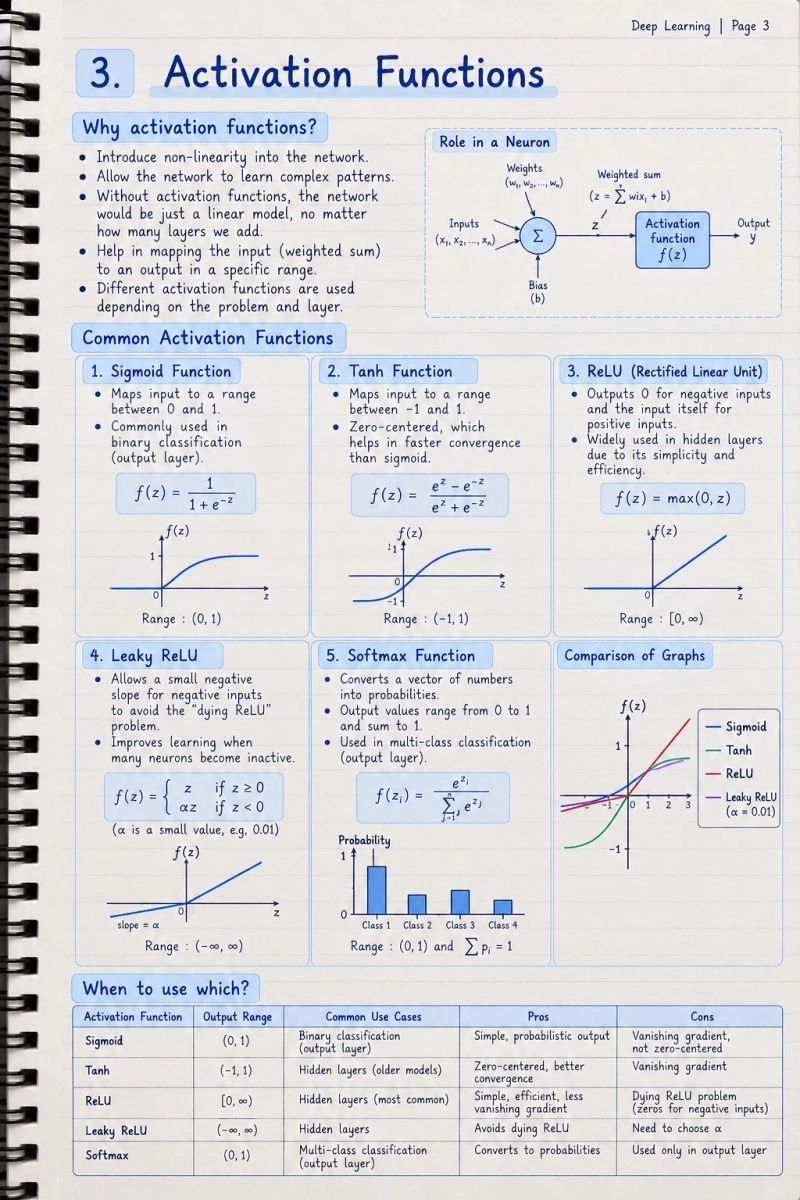 Deep Learning | Page 3
3. Activation Functions
Why activation functions?
• Introduce non-linearity into the network.
• Allow the network to learn complex patterns.
• Without activation functions, the network
would be just a linear model, no matter
how many layers we add.
• Help in mapping the input (weighted sum)
to an output in a specific range.
• Different activation functions are used
depending on the problem and layer.
Role in a Neuron
Weights
(w₁, w₂,..., wₙ)
Weighted sum
(z = ∑ wixᵢ + b)
Inputs
(x₁, x₂, ..., xₙ)
Σ
z
Activation
function
f(z)
Output
y
Bias
(b)
Common Activation Functions
1. Sigmoid Function
• Maps input to a range
between 0 and 1.
• Commonly used in
binary classification
(output layer).
f(z) = 1 / (1 + e^-z)
f(z)
1
0
z
Range : (0, 1)
2. Tanh Function
• Maps input to a range
between -1 and 1.
• Zero-centered, which
helps in faster convergence
than sigmoid.
f(z) = (e^z - e^-z) / (e^z + e^-z)
f(z)
1
0
-1
z
Range : (-1, 1)
3. ReLU (Rectified Linear Unit)
• Outputs 0 for negative inputs
and the input itself for
positive inputs.
• Widely used in hidden layers
due to its simplicity and
efficiency.
f(z) = max(0, z)
f(z)
0
z
Range : [0, ∞)
4. Leaky ReLU
• Allows a small negative
slope for negative inputs
to avoid the "dying ReLU"
problem.
• Improves learning when
many neurons become inactive.
f(z) = { z if z ≥ 0
αz if z < 0
(α is a small value, e.g. 0.01)
f(z)
0
z
slope = α
Range : (-∞, ∞)
5. Softmax Function
• Converts a vector of numbers
into probabilities.
• Output values range from 0 to 1
and sum to 1.
• Used in multi-class classification
(output layer).
f(zᵢ) = e^zᵢ / ∑ e^zⱼ
Probability
1
0
Class 1 Class 2 Class 3 Class 4
Range : (0, 1) and ∑ pᵢ = 1
Comparison of Graphs
f(z)
1
-1 0 1 2 3
-1
Sigmoid
Tanh
ReLU
Leaky ReLU
(α = 0.01)
When to use which?
Activation Function Output Range Common Use Cases Pros Cons
Sigmoid (0, 1) Binary classification Simple, probabilistic output Vanishing gradient,
(output layer) not zero-centered
Tanh (-1, 1) Hidden layers (older models) Zero-centered, better Vanishing gradient
convergence
ReLU [0, ∞) Hidden layers (most common) Simple, efficient, less Dying ReLU problem
vanishing gradient (zeros for negative inputs)
Leaky ReLU (-∞, ∞) Hidden layers Avoids dying ReLU Need to choose α
Softmax (0, 1) Multi-class classification Converts to probabilities Used only in output layer
(output layer)